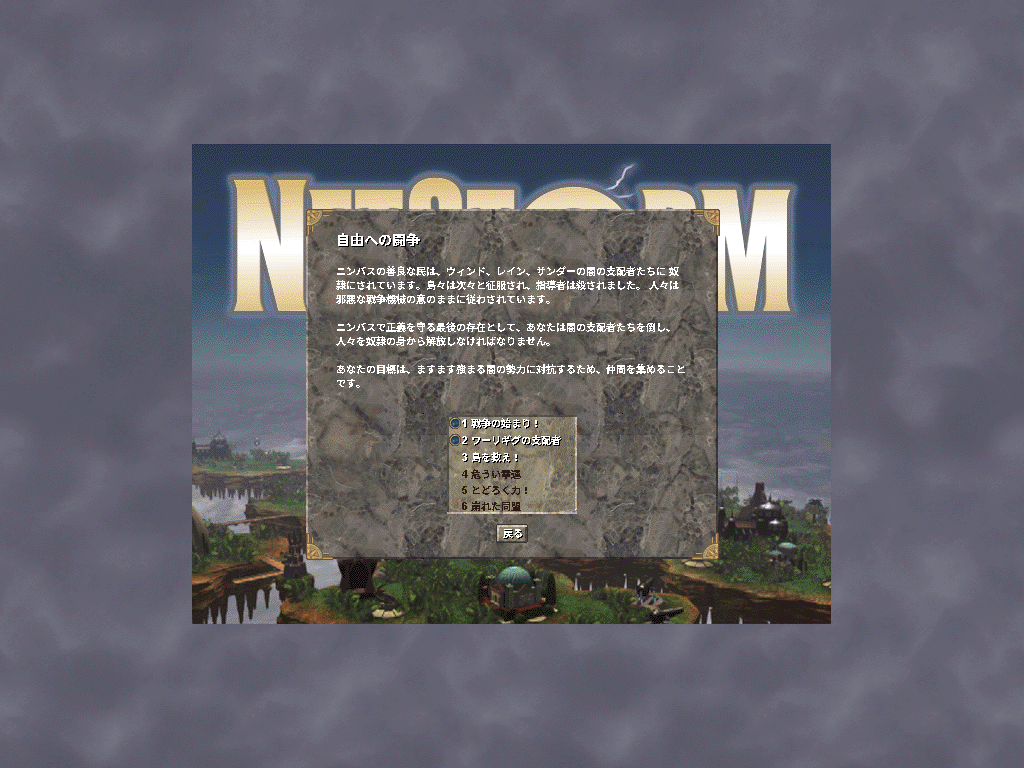 自由への闘争
ニンバスの善良な民は、ウィンド、レイン、サンダーの闇の支配者たちに 奴
隷にされています。島々は次々と征服され、指導者は殺されました。 人々は
邪悪な戦争機械の意のままに従わされています。
ニンバスで正義を守る最後の存在として、あなたは闇の支配者たちを倒し、
人々を奴隷の身から解放しなければなりません。
あなたの目標は、ますます強まる闇の勢力に対抗するため、仲間を集めること
です。
1 戦争の始まり！
2 ワーリギグの支配者
3 島を救え！
4 危うい幸運
5 とどろく力！
6 崩れた同盟
戻る